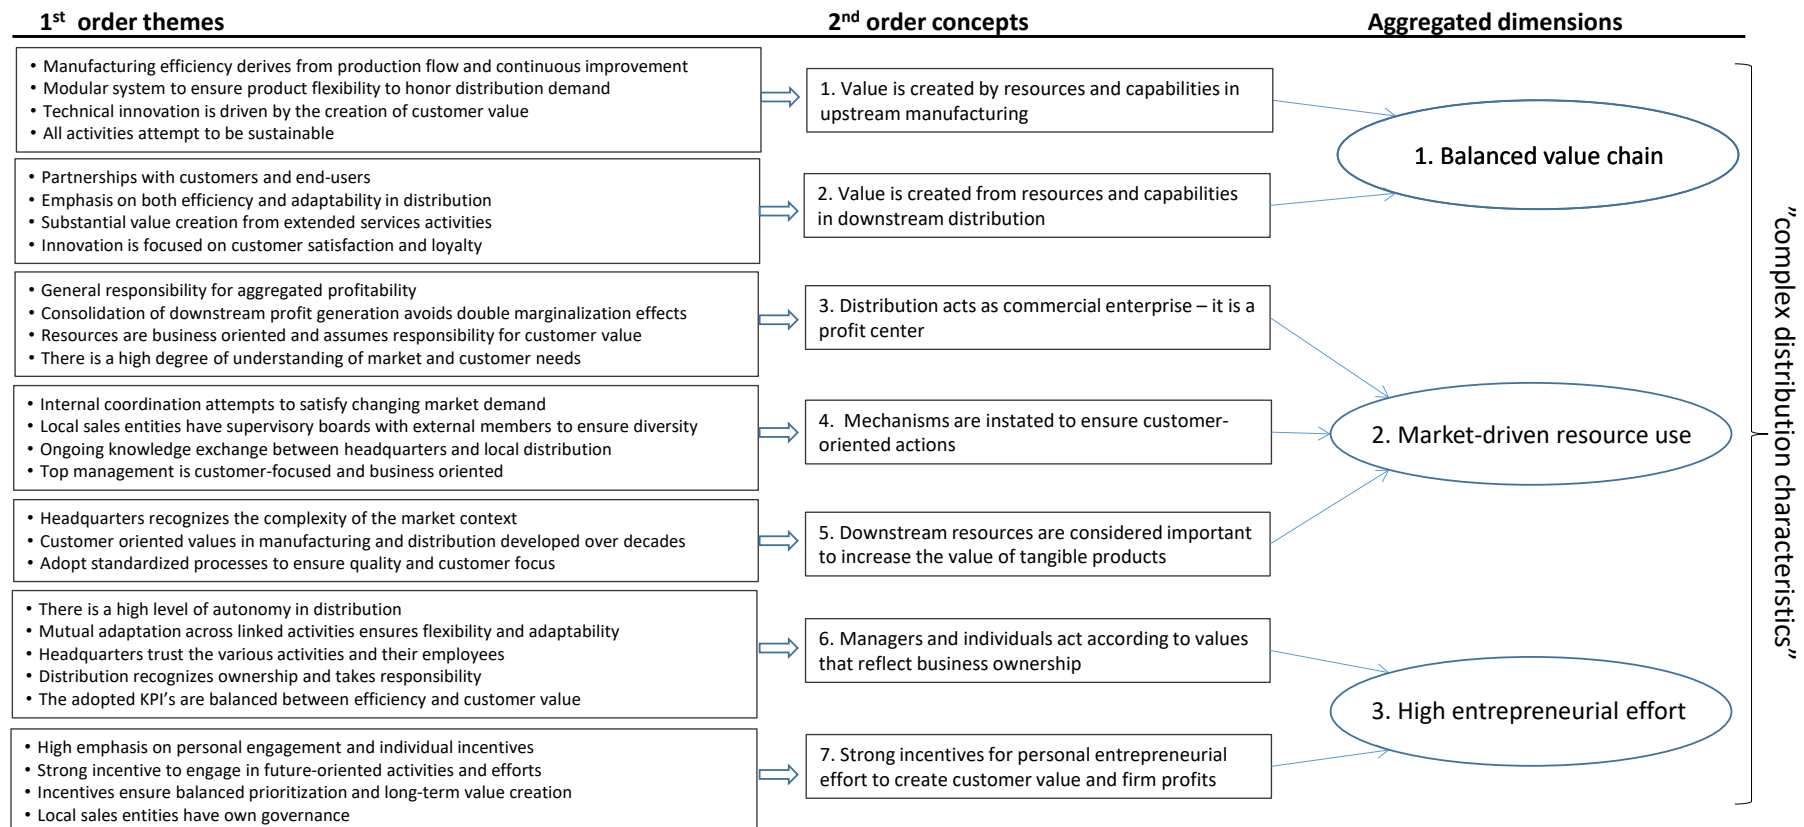 1st order themes
2nd order concepts
Aggregated dimensions
• Manufacturing efficiency derives from production flow and continuous improvement
• Modular system to ensure product flexibility to honor distribution demand
• Technical innovation is driven by the creation of customer value
• All activities attempt to be sustainable
1. Value is created by resources and capabilities in
upstream manufacturing
1. Balanced value chain
• Partnerships with customers and end-users
• Emphasis on both efficiency and adaptability in distribution
• Substantial value creation from extended services activities
• Innovation is focused on customer satisfaction and loyalty
2. Value is created from resources and capabilities
in downstream distribution
• General responsibility for aggregated profitability
• Consolidation of downstream profit generation avoids double marginalization effects
• Resources are business oriented and assumes responsibility for customer value
• There is a high degree of understanding of market and customer needs
3. Distribution acts as commercial enterprise – it is a
profit center
• Internal coordination attempts to satisfy changing market demand
• Local sales entities have supervisory boards with external members to ensure diversity
• Ongoing knowledge exchange between headquarters and local distribution
• Top management is customer-focused and business oriented
4. Mechanisms are instated to ensure customer-
oriented actions
2. Market-driven resource use
• Headquarters recognizes the complexity of the market context
• Customer oriented values in manufacturing and distribution developed over decades
• Adopt standardized processes to ensure quality and customer focus
5. Downstream resources are considered important
to increase the value of tangible products
• There is a high level of autonomy in distribution
• Mutual adaptation across linked activities ensures flexibility and adaptability
• Headquarters trust the various activities and their employees
• Distribution recognizes ownership and takes responsibility
• The adopted KPI's are balanced between efficiency and customer value
6. Managers and individuals act according to values
that reflect business ownership
3. High entrepreneurial effort
• High emphasis on personal engagement and individual incentives
• Strong incentive to engage in future-oriented activities and efforts
• Incentives ensure balanced prioritization and long-term value creation
• Local sales entities have own governance
7. Strong incentives for personal entrepreneurial
effort to create customer value and firm profits
”complex distribution characteristics”